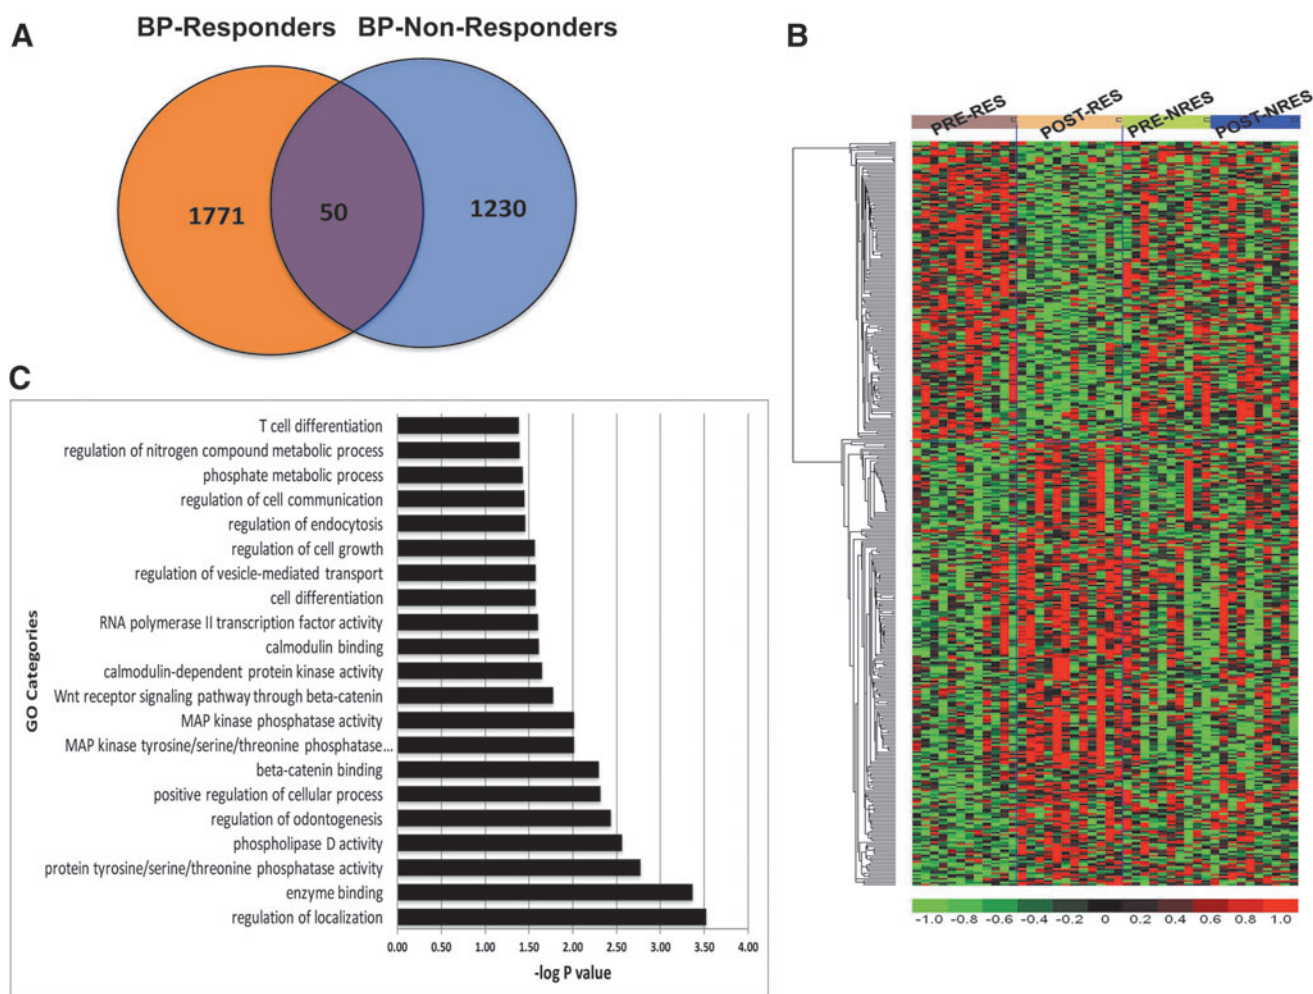 A
BP-Responders
BP-Non-Responders
1771
50
1230
B
PRE-RES
POST-RES
PRE-NRES
POST-NRES
-1.0 -0.8 -0.6 -0.4 -0.2 0 0.2 0.4 0.6 0.8 1.0
C
GO Categories
T cell differentiation
regulation of nitrogen compound metabolic process
phosphate metabolic process
regulation of cell communication
regulation of endocytosis
regulation of cell growth
regulation of vesicle-mediated transport
cell differentiation
RNA polymerase II transcription factor activity
calmodulin binding
calmodulin-dependent protein kinase activity
Wnt receptor signaling pathway through beta-catenin
MAP kinase phosphatase activity
MAP kinase tyrosine/serine/threonine phosphatase...
beta-catenin binding
positive regulation of cellular process
regulation of odontogenesis
phospholipase D activity
protein tyrosine/serine/threonine phosphatase activity
enzyme binding
regulation of localization
0.00 0.50 1.00 1.50 2.00 2.50 3.00 3.50 4.00
-log P value